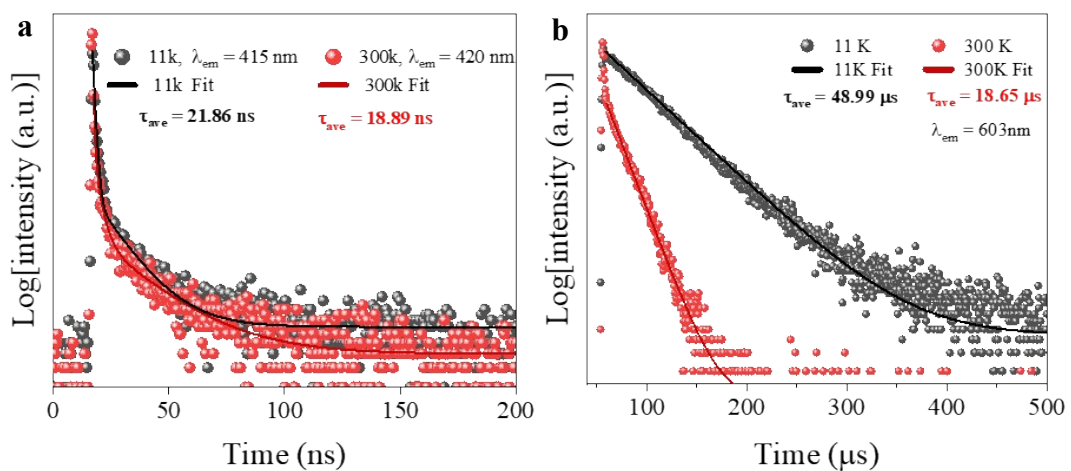 a
11k, λem = 415 nm
300k, λem = 420 nm
11k Fit
300k Fit
τave = 21.86 ns
τave = 18.89 ns
Log[intensity (a.u.)]
0
50
100
150
200
Time (ns)
b
11 K
300 K
11K Fit
300K Fit
τave = 48.99 μs
τave = 18.65 μs
λem = 603nm
Log[intensity (a.u.)]
100
200
300
400
500
Time (μs)